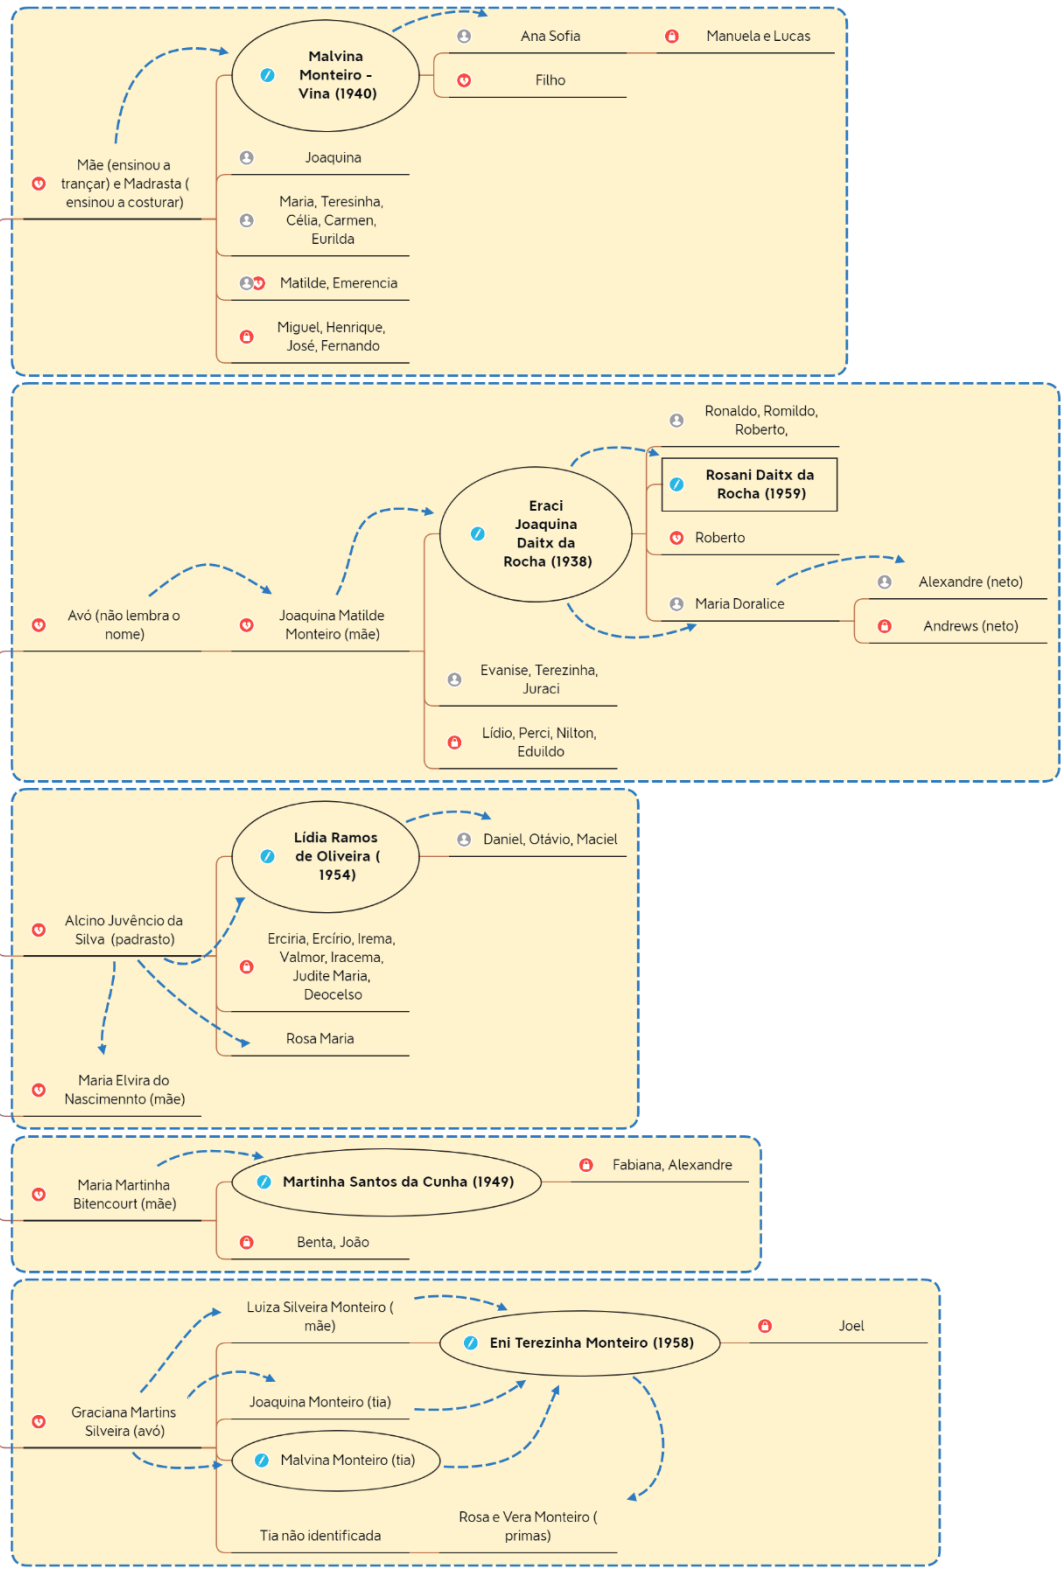 Malvina
Monteiro -
Vina (1940)
Ana Sofia
Manuela e Lucas
Filho
Mãe (ensinou a
trançar) e Madrasta (
ensinou a costurar)
Joaquina
Maria, Teresinha,
Célia, Carmen,
Eurilda
Matilde, Emerencia
Miguel, Henrique,
José, Fernando
Ronaldo, Romildo,
Roberto,
Rosani Daitx da
Rocha (1959)
Eraci
Joaquina
Daitx da
Rocha (1938)
Roberto
Maria Doralice
Alexandre (neto)
Andrews (neto)
Avó (não lembra o
nome)
Joaquina Matilde
Monteiro (mãe)
Evanise, Terezinha,
Juraci
Lídio, Perci, Nilton,
Eduildo
Lídia Ramos
de Oliveira (
1954)
Daniel, Otávio, Maciel
Alcino Juvêncio da
Silva (padrasto)
Erciria, Ercírio, Irema,
Valmor, Iracema,
Judite Maria,
Deocelso
Rosa Maria
Maria Elvira do
Nascimennto (mãe)
Maria Martinha
Bitencourt (mãe)
Martinha Santos da Cunha (1949)
Fabiana, Alexandre
Benta, João
Luiza Silveira Monteiro (
mãe)
Eni Terezinha Monteiro (1958)
Joel
Joaquina Monteiro (tia)
Graciana Martins
Silveira (avó)
Malvina Monteiro (tia)
Tia não identificada
Rosa e Vera Monteiro (
primas)